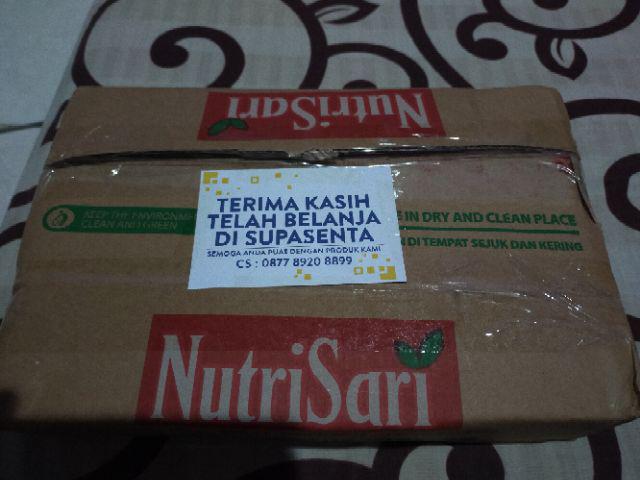 NutriSari
TERIMA KASIH
TELAH BELANJA
DI SUPASENTA
SEMOGA ANDA PUAS DENGAN PRODUK KAMI
CS : 0877 8920 8899
KEEP THE ENVIRONMENT
CLEAN AND GREEN
IN DRY AND CLEAN PLACE
DI TEMPAT SEJUK DAN KERING
NutriSari